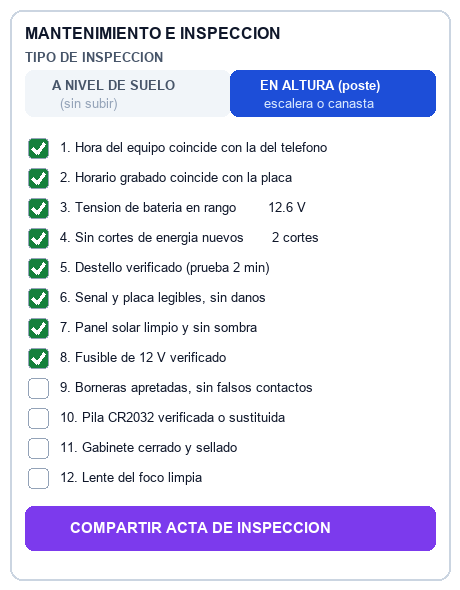 MANTENIMIENTO E INSPECCION
TIPO DE INSPECCION
A NIVEL DE SUELO
(sin subir)
EN ALTURA (poste)
escalera o canasta
1. Hora del equipo coincide con la del telefono
2. Horario grabado coincide con la placa
3. Tension de bateria en rango 12.6 V
4. Sin cortes de energia nuevos 2 cortes
5. Destello verificado (prueba 2 min)
6. Senal y placa legibles, sin danos
7. Panel solar limpio y sin sombra
8. Fusible de 12 V verificado
9. Borneras apretadas, sin falsos contactos
10. Pila CR2032 verificada o sustituida
11. Gabinete cerrado y sellado
12. Lente del foco limpia
COMPARTIR ACTA DE INSPECCION